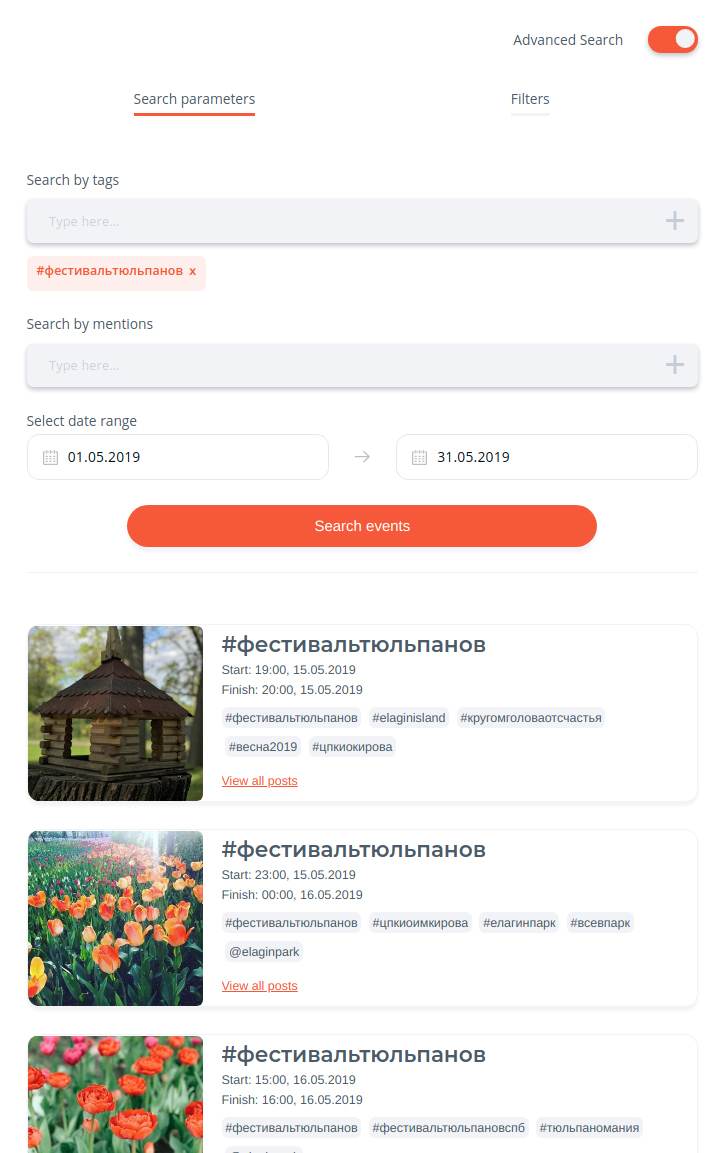 Advanced Search
Search parameters Filters
Search by tags
Type here...
#фестивальтюльпанов x
Search by mentions
Type here...
Select date range
01.05.2019 → 31.05.2019
Search events
#фестивальтюльпанов
Start: 19:00, 15.05.2019
Finish: 20:00, 15.05.2019
#фестивальтюльпанов #elaginisland #кругомголоваотсчастья
#весна2019 #цпкиокирова
View all posts
#фестивальтюльпанов
Start: 23:00, 15.05.2019
Finish: 00:00, 16.05.2019
#фестивальтюльпанов #цпкиоимкирова #елагинпарк #всевпарк
@elaginpark
View all posts
#фестивальтюльпанов
Start: 15:00, 16.05.2019
Finish: 16:00, 16.05.2019
#фестивальтюльпанов #фестивальтюльпановспб #тюльпаномания